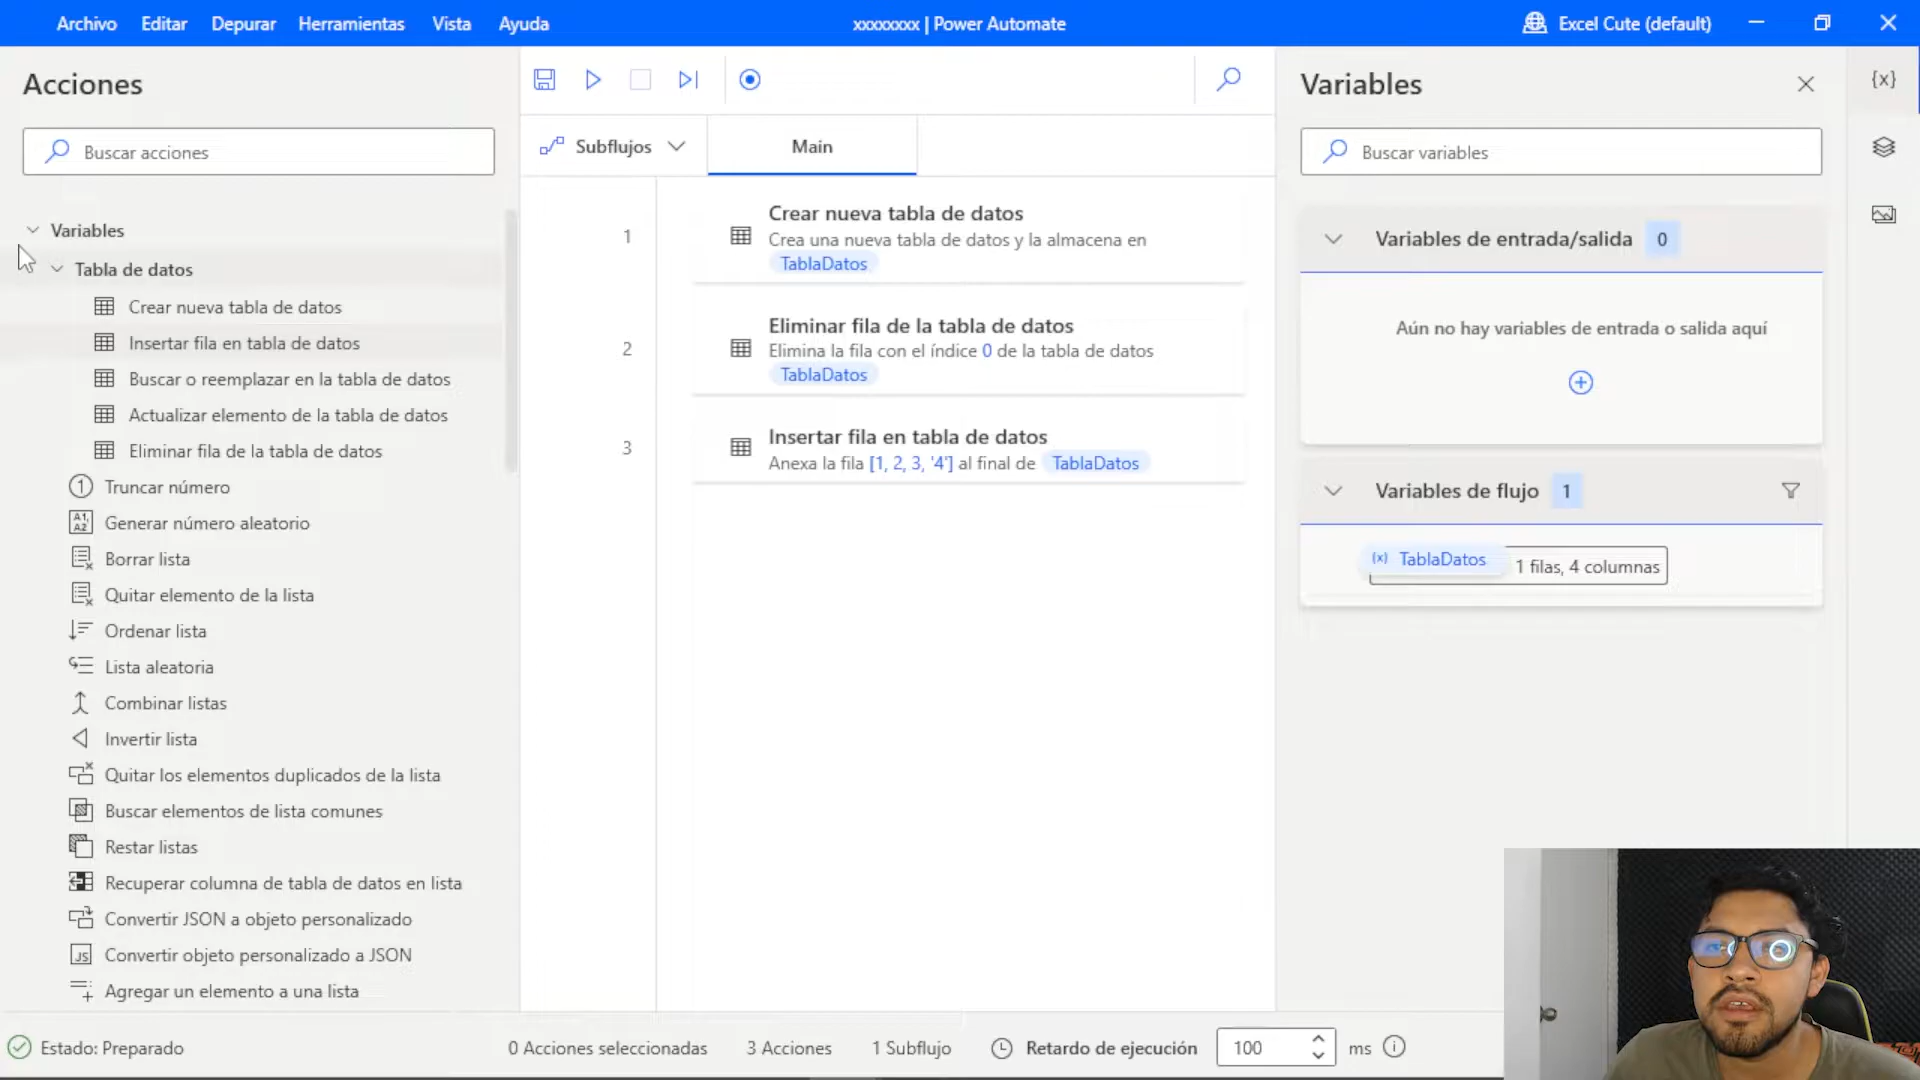 Archivo Editar Depurar Herramientas Vista Ayuda
xxxxxxxx | Power Automate
Excel Cute (default)
Acciones
Buscar acciones
Variables
Tabla de datos
Crear nueva tabla de datos
Insertar fila en tabla de datos
Buscar o reemplazar en la tabla de datos
Actualizar elemento de la tabla de datos
Eliminar fila de la tabla de datos
Truncar número
Generar número aleatorio
Borrar lista
Quitar elemento de la lista
Ordenar lista
Lista aleatoria
Combinar listas
Invertir lista
Quitar los elementos duplicados de la lista
Buscar elementos de lista comunes
Restar listas
Recuperar columna de tabla de datos en lista
Convertir JSON a objeto personalizado
Convertir objeto personalizado a JSON
Agregar un elemento a una lista
Subflujos
Main
1
Crear nueva tabla de datos
Crea una nueva tabla de datos y la almacena en
TablaDatos
2
Eliminar fila de la tabla de datos
Elimina la fila con el índice 0 de la tabla de datos
TablaDatos
3
Insertar fila en tabla de datos
Anexa la fila [1, 2, 3, '4'] al final de TablaDatos
Variables
{x}
Buscar variables
Variables de entrada/salida 0
Aún no hay variables de entrada o salida aquí
Variables de flujo 1
(x) TablaDatos 1 filas, 4 columnas
Estado: Preparado
0 Acciones seleccionadas
3 Acciones
1 Subflujo
Retardo de ejecución
100
ms